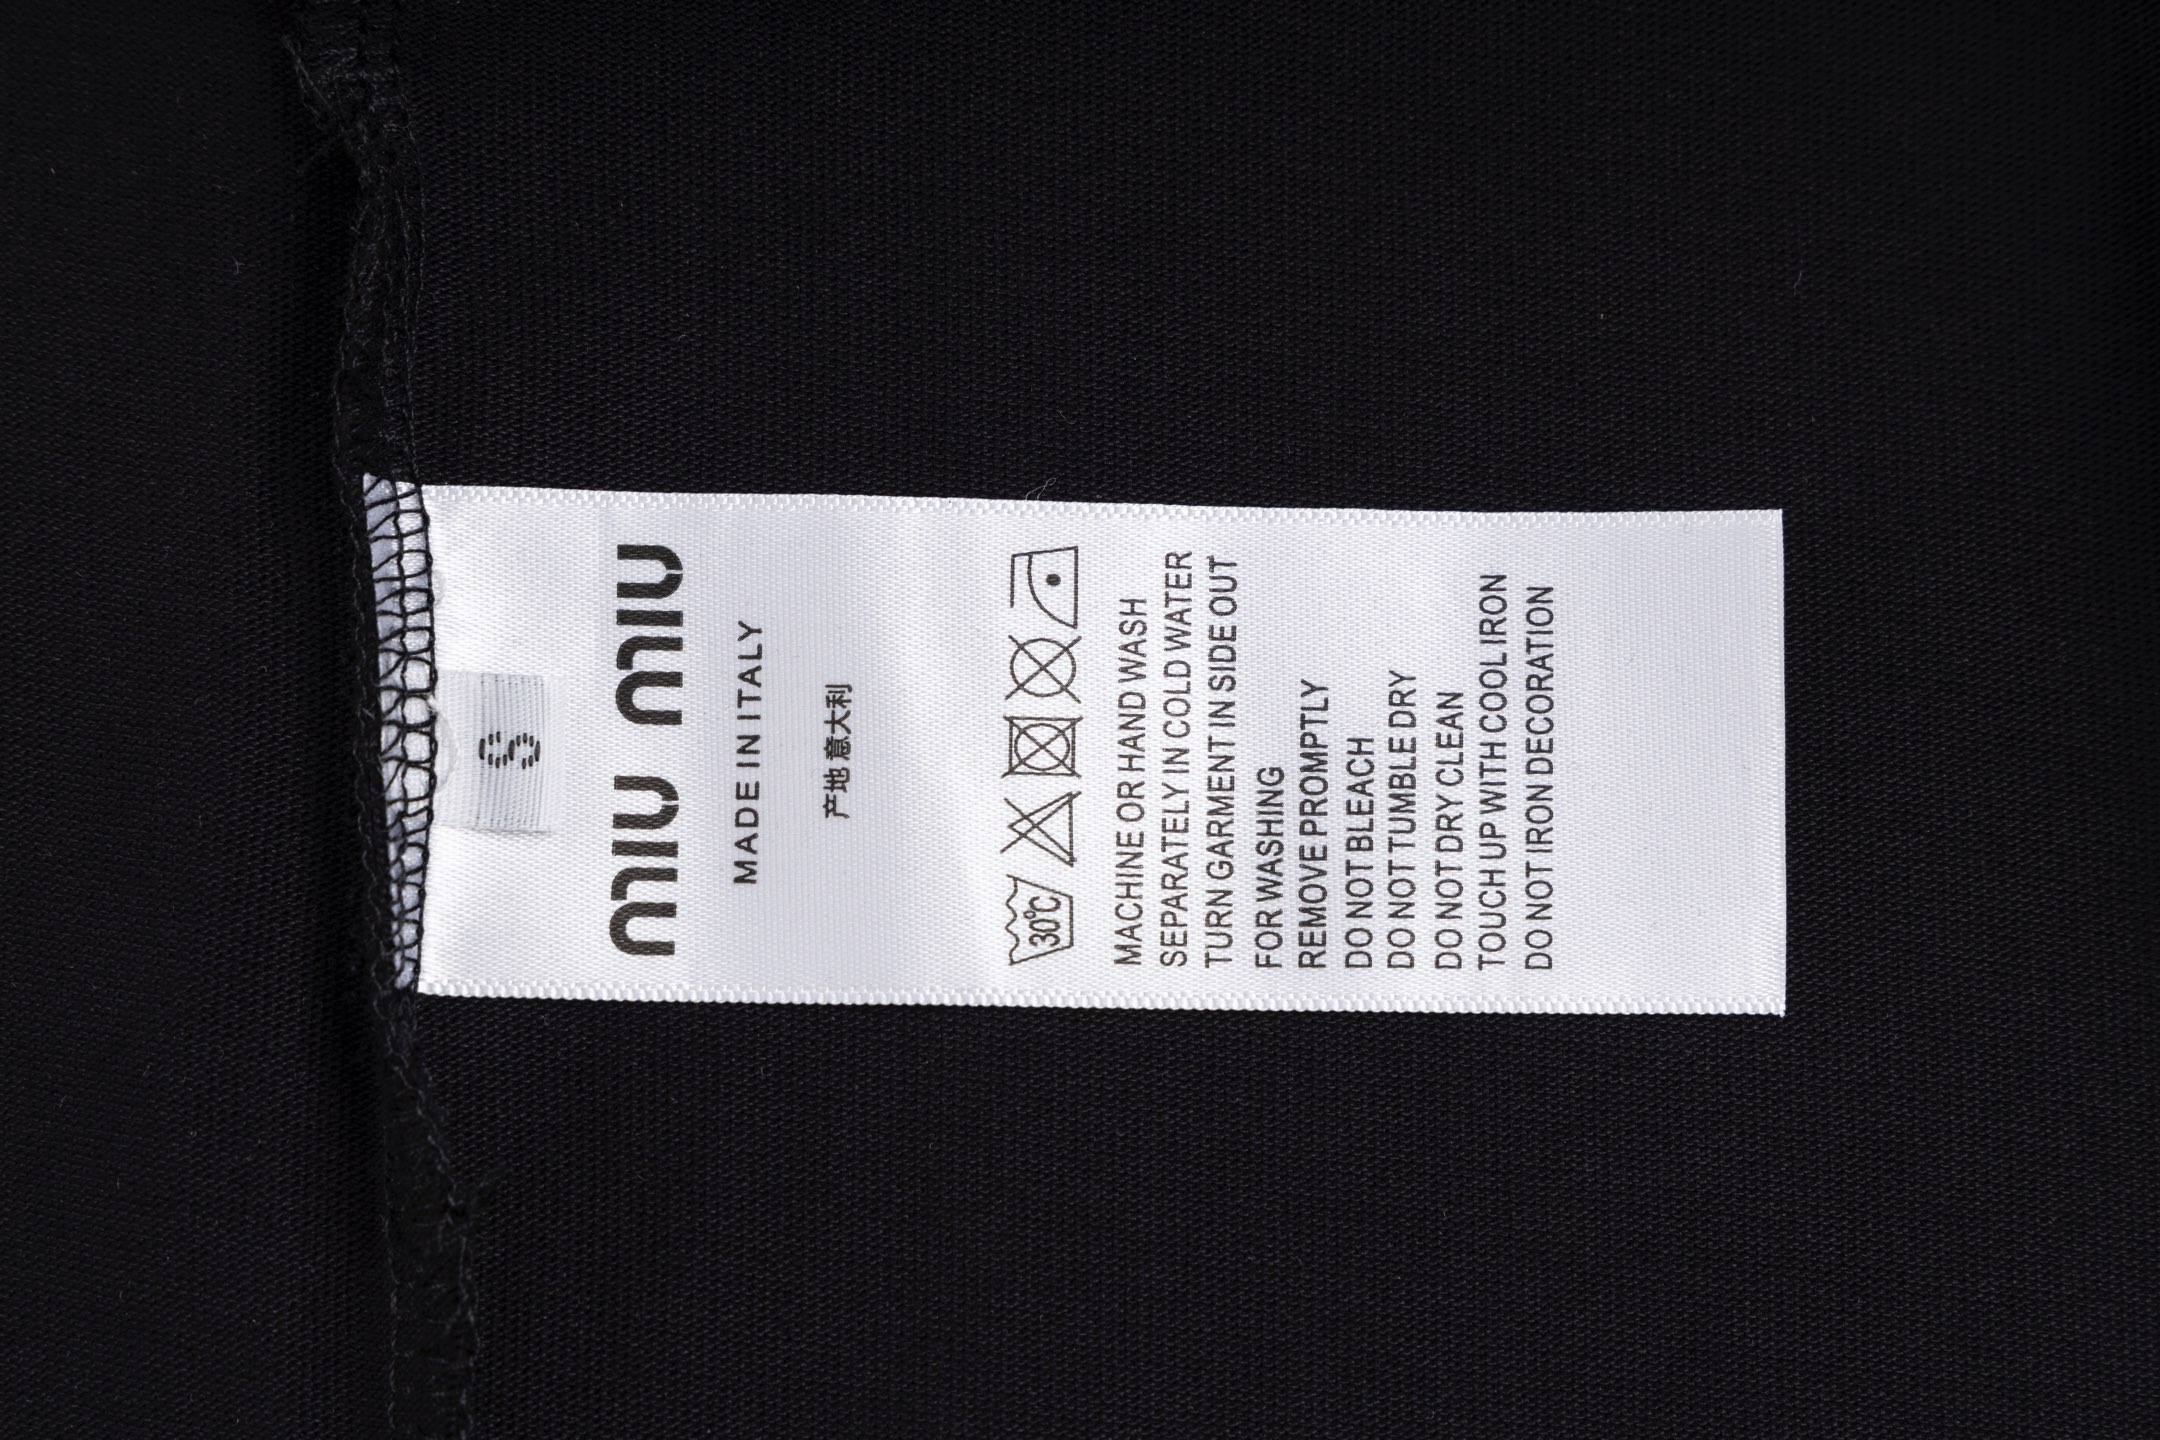 S
miu miu
MADE IN ITALY
产地 意大利
30℃
MACHINE OR HAND WASH
SEPARATELY IN COLD WATER
TURN GARMENT IN SIDE OUT
FOR WASHING
REMOVE PROMPTLY
DO NOT BLEACH
DO NOT TUMBLE DRY
DO NOT DRY CLEAN
TOUCH UP WITH COOL IRON
DO NOT IRON DECORATION